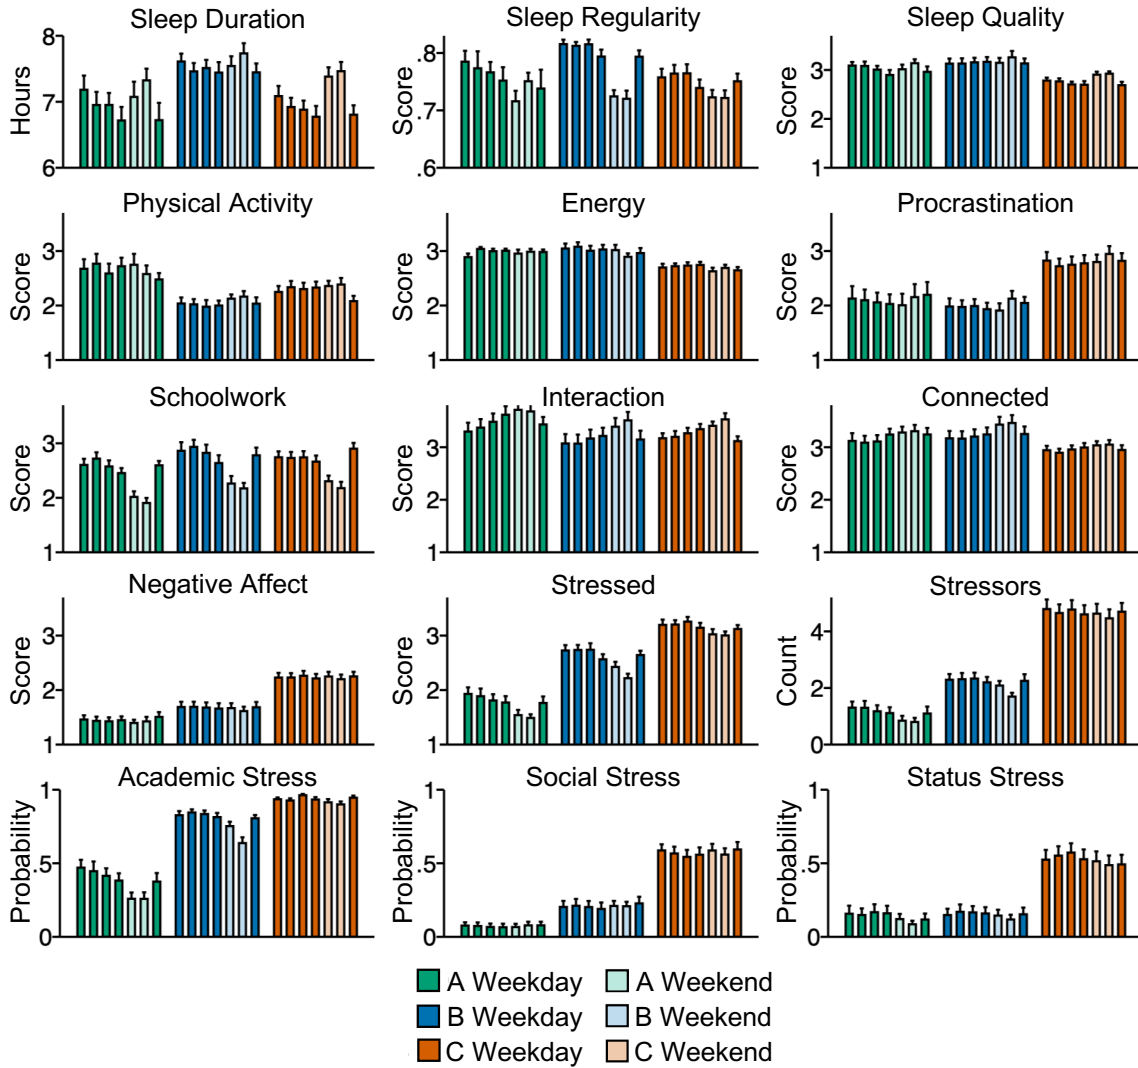 Sleep Duration
Sleep Regularity
Sleep Quality
Hours
8
7
6
Score
.8
.7
.6
Score
3
2
1
Physical Activity
Energy
Procrastination
Score
3
2
1
Score
3
2
1
Score
3
2
1
Schoolwork
Interaction
Connected
Score
3
2
1
Score
3
2
1
Score
3
2
1
Negative Affect
Stressed
Stressors
Score
3
2
1
Score
3
2
1
Count
4
2
0
Academic Stress
Social Stress
Status Stress
Probability
1
.5
0
Probability
1
.5
0
Probability
1
.5
0
A Weekday
A Weekend
B Weekday
B Weekend
C Weekday
C Weekend